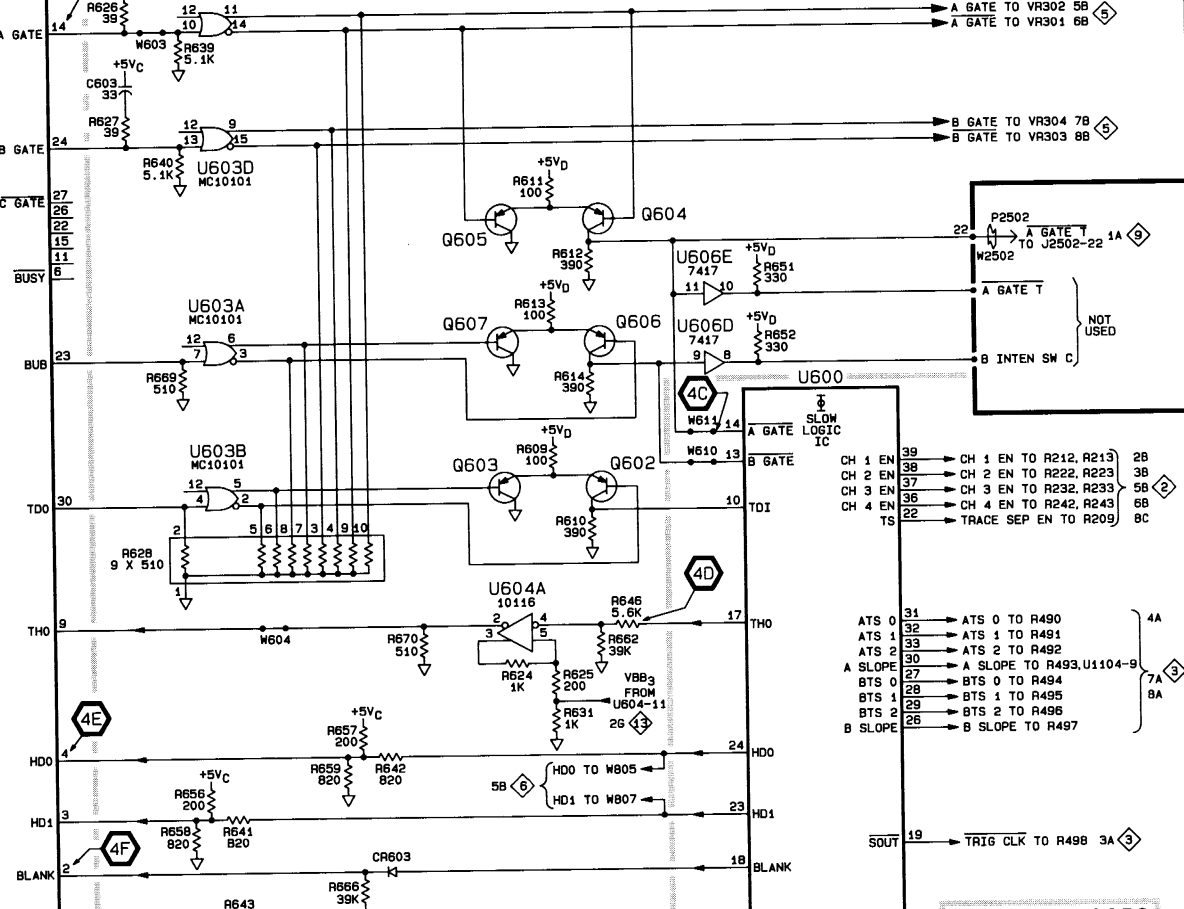 R626
39
A GATE
14
W603
12
10
11
14
R639
5.1K
A GATE TO VR302 5B
A GATE TO VR301 6B
5
+5VC
C603
33
R627
39
B GATE
24
12
13
9
15
R640
5.1K
U603D
MC10101
B GATE TO VR304 7B
B GATE TO VR303 8B
5
C GATE
27
26
22
15
11
BUSY
6
+5VD
R611
100
Q605
Q604
R612
390
22
P2502
W2502
A GATE T
TO J2502-22 1A
9
U606E
7417
11
10
+5VD
R651
330
A GATE T
NOT
USED
B INTEN SW C
U603A
MC10101
12
7
6
3
BUB
23
R669
510
+5VD
R613
100
Q607
Q606
R614
390
U606D
7417
9
8
+5VD
R652
330
4C
W611
14
A GATE
W610
13
B GATE
U600
SLOW
LOGIC
IC
U603B
MC10101
12
4
5
2
TD0
30
+5VD
R609
100
Q603
Q602
R610
390
10
TDI
CH 1 EN 39 CH 1 EN TO R212, R213 2B
CH 2 EN 38 CH 2 EN TO R222, R223 3B
CH 3 EN 37 CH 3 EN TO R232, R233 5B
2
CH 4 EN 36 CH 4 EN TO R242, R243 6B
TS 22 TRACE SEP EN TO R209 8C
R628
9 X 510
2
5 6 8 7 3 4 9 10
1
4D
U604A
10116
2
3
4
5
R646
5.6K
17
THO
THO
9
W604
R670
510
R662
39K
R624
1K
R625
200
R631
1K
VBB3
FROM
U604-11
2G
13
ATS 0 31 ATS 0 TO R490 4A
ATS 1 32 ATS 1 TO R491
ATS 2 33 ATS 2 TO R492
A SLOPE 30 A SLOPE TO R493,U1104-9
3
BTS 0 27 BTS 0 TO R494 7A
BTS 1 28 BTS 1 TO R495 8A
BTS 2 29 BTS 2 TO R496
B SLOPE 26 B SLOPE TO R497
4E
HD0
4
+5VC
R657
200
R659
820
R642
820
24
HD0
5B
6
HD0 TO W805
HD1 TO W807
+5VC
R656
200
HD1
3
R658
820
R641
820
23
HD1
SOUT 19 TRIG CLK TO R498 3A
3
4F
BLANK
2
CR603
18
BLANK
R666
39K
R643